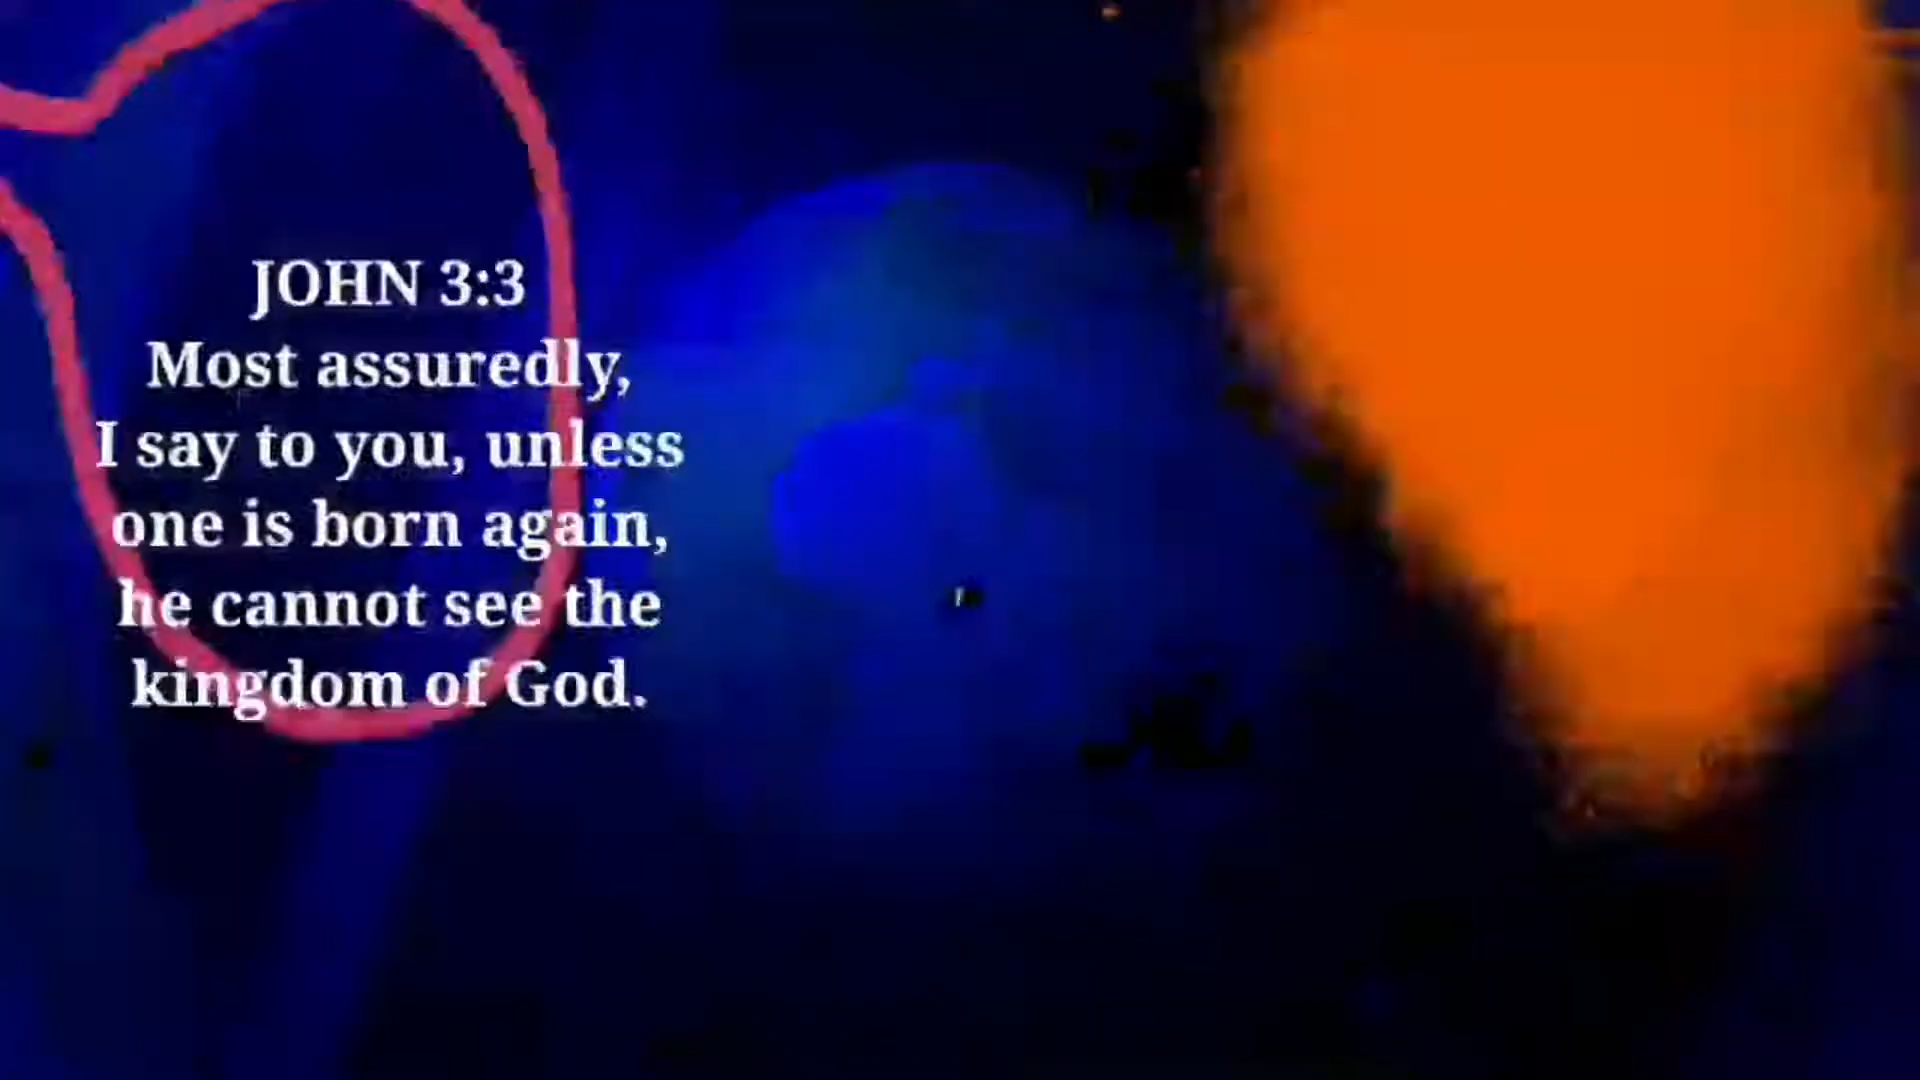 JOHN 3:3
Most assuredly,
I say to you, unless
one is born again,
he cannot see the
kingdom of God.